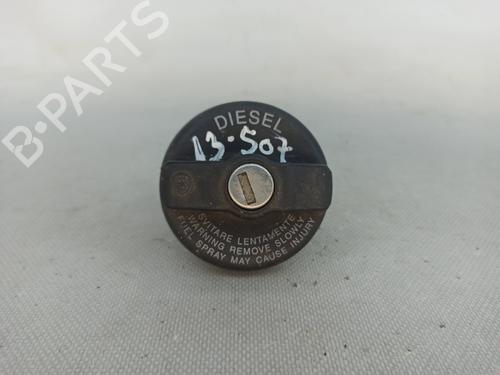 B-PARTS
DIESEL
13·507
SVITARE LENTAMENTE
WARNING REMOVE SLOWLY
FUEL SPRAY MAY CAUSE INJURY